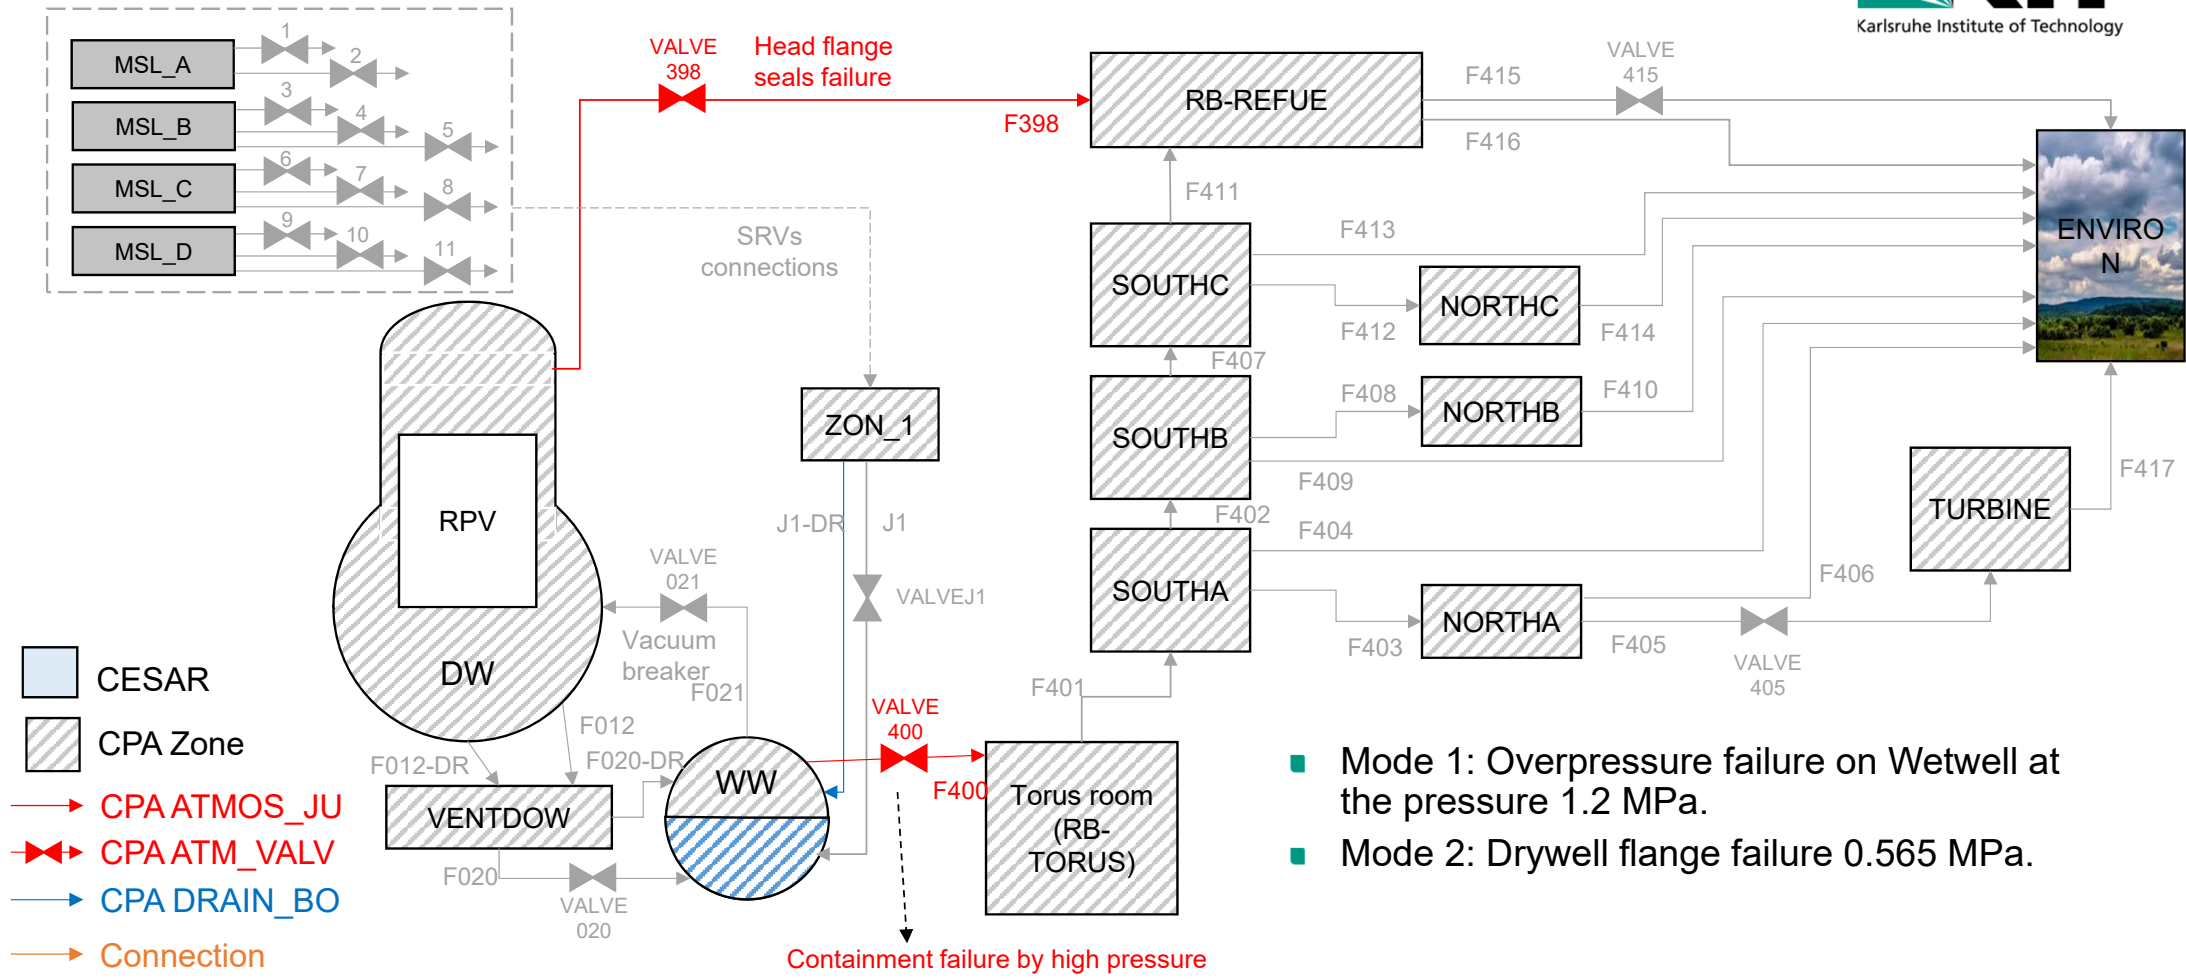 Karlsruhe Institute of Technology
MSL_A
1
2
MSL_B
3
4
5
MSL_C
6
7
8
MSL_D
9
10
11
VALVE
398
Head flange
seals failure
F398
RB-REFUE
F415
VALVE
415
F416
F411
SRVs
connections
SOUTHC
F413
F412
NORTHC
F414
ENVIRO
N
F407
ZON_1
SOUTHB
F408
NORTHB
F410
F409
RPV
J1-DR
J1
F402
F404
TURBINE
F417
VALVE
021
VALVEJ1
SOUTHA
F403
NORTHA
F406
F405
VALVE
405
Vacuum
breaker
F021
DW
F401
CESAR
CPA Zone
CPA ATMOS_JU
CPA ATM_VALV
CPA DRAIN_BO
Connection
F012
F012-DR
F020-DR
VENTDOW
F020
VALVE
020
WW
VALVE
400
F400
Torus room
(RB-
TORUS)
Containment failure by high pressure
Mode 1: Overpressure failure on Wetwell at
the pressure 1.2 MPa.
Mode 2: Drywell flange failure 0.565 MPa.